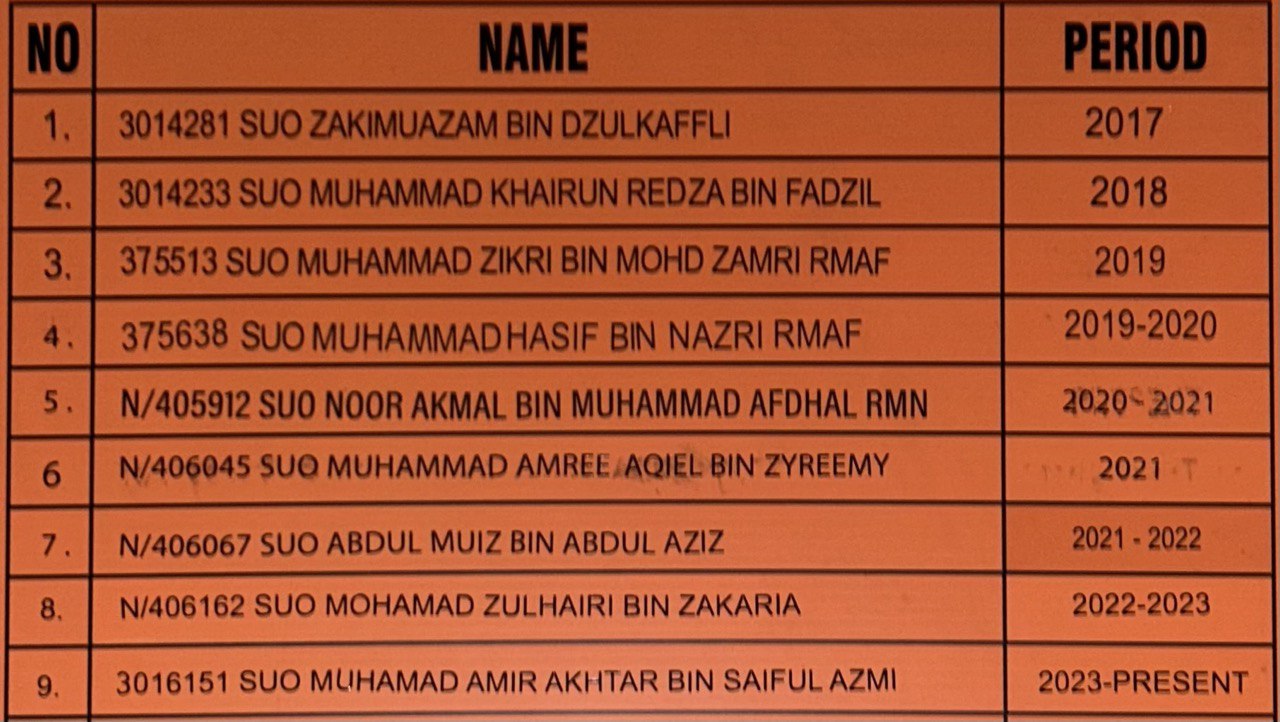 NO NAME PERIOD
1. 3014281 SUO ZAKIMUAZAM BIN DZULKAFFLI 2017
2. 3014233 SUO MUHAMMAD KHAIRUN REDZA BIN FADZIL 2018
3. 375513 SUO MUHAMMAD ZIKRI BIN MOHD ZAMRI RMAF 2019
4. 375638 SUO MUHAMMAD HASIF BIN NAZRI RMAF 2019-2020
5. N/405912 SUO NOOR AKMAL BIN MUHAMMAD AFDHAL RMN 2020 - 2021
6 N/406045 SUO MUHAMMAD AMREE AQIEL BIN ZYREEMY 2021
7. N/406067 SUO ABDUL MUIZ BIN ABDUL AZIZ 2021 - 2022
8. N/406162 SUO MOHAMAD ZULHAIRI BIN ZAKARIA 2022-2023
9. 3016151 SUO MUHAMAD AMIR AKHTAR BIN SAIFUL AZMI 2023-PRESENT